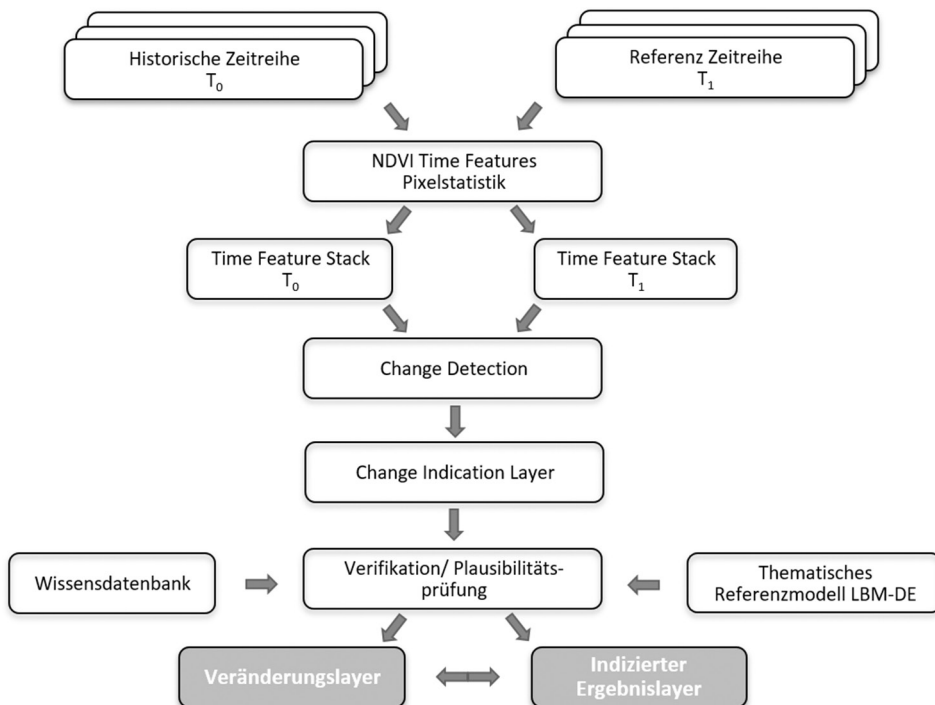 Historische Zeitreihe
T₀
Referenz Zeitreihe
T₁
NDVI Time Features
Pixelstatistik
Time Feature Stack
T₀
Time Feature Stack
T₁
Change Detection
Change Indication Layer
Wissensdatenbank
Verifikation/ Plausibilitäts-
prüfung
Thematisches
Referenzmodell LBM-DE
Veränderungslayer
Indizierter
Ergebnislayer